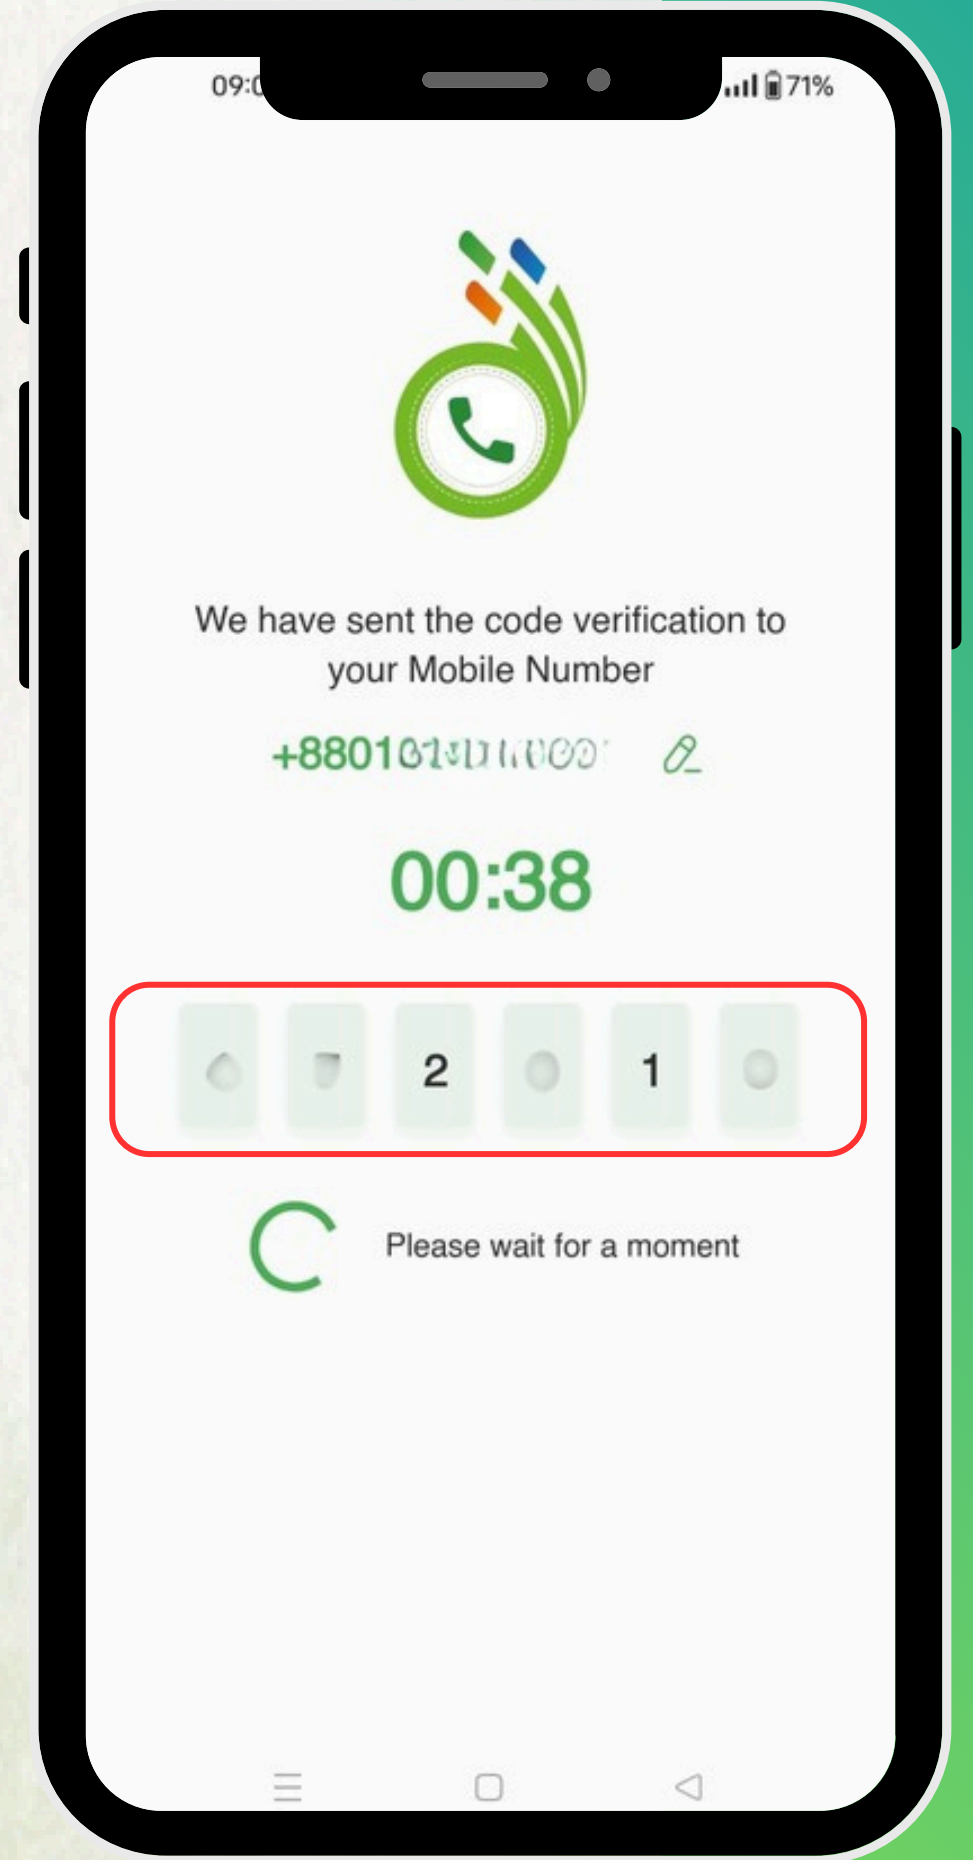 09:0
71%
We have sent the code verification to
your Mobile Number
+8801
00:38
2 1
Please wait for a moment